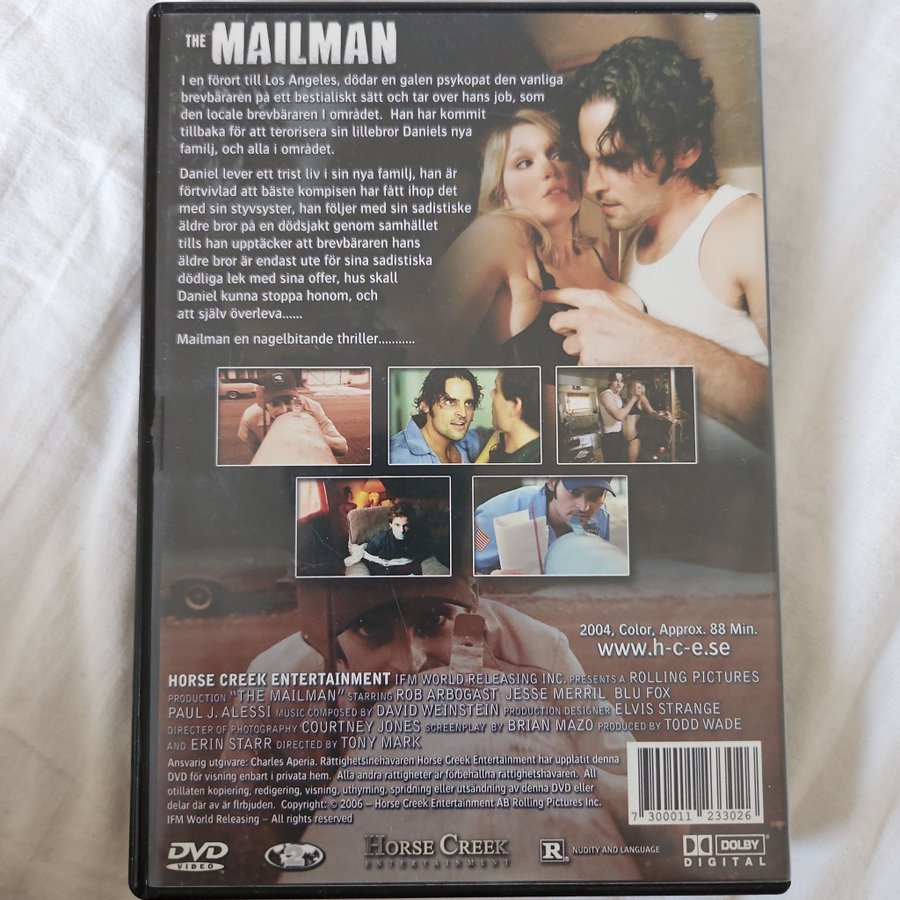 THE MAILMAN
I en förort till Los Angeles, dödar en galen psykopat den vanliga
brevbäraren på ett bestialiskt sätt och tar over hans job, som
den locale brevbäraren I området. Han har kommit
tillbaka för att terorisera sin lillebror Daniels nya
familj, och alla i området.
Daniel lever ett trist liv i sin nya familj, han är
förtvivlad att bäste kompisen har fått ihop det
med sin styvsyster, han följer med sin sadistiske
äldre bror på en dödsjakt genom samhället
tills han upptäcker att brevbäraren hans
äldre bror är endast ute för sina sadistiska
dödliga lek med sina offer, hus skall
Daniel kunna stoppa honom, och
att själv överleva......
Mailman en nagelbitande thriller...........
2004, Color, Approx. 88 Min.
www.h-c-e.se
HORSE CREEK ENTERTAINMENT IFM WORLD RELEASING INC. PRESENTS A ROLLING PICTURES
PRODUCTION "THE MAILMAN" STARRING ROB ARBOGAST JESSE MERRIL BLU FOX
PAUL J. ALESSI MUSIC COMPOSED BY DAVID WEINSTEIN PRODUCTION DESIGNER ELVIS STRANGE
DIRECTER OF PHOTOGRAPHY COURTNEY JONES SCREENPLAY BY BRIAN MAZO PRODUCED BY TODD WADE
AND ERIN STARR DIRECTED BY TONY MARK
Ansvarig utgivare: Charles Aperia. Rättighetsinehavaren Horse Creek Entertainment har upplåtit denna
DVD för visning enbart i privata hem. Alla andra rättigheter är förbehållna rättighetshavaren. All
otillåten kopiering, redigering, visning, uthyrning, spridning eller utsändning av denna DVD eller
delar där av är flrbjuden. Copyright: © 2006 – Horse Creek Entertainment AB Rolling Pictures Inc.
IFM World Releasing – All rights reserved
7 300011 233026
DVD VIDEO
2
HORSE CREEK
ENTERTAINMENT
R NUDITY AND LANGUAGE
DOLBY
DIGITAL